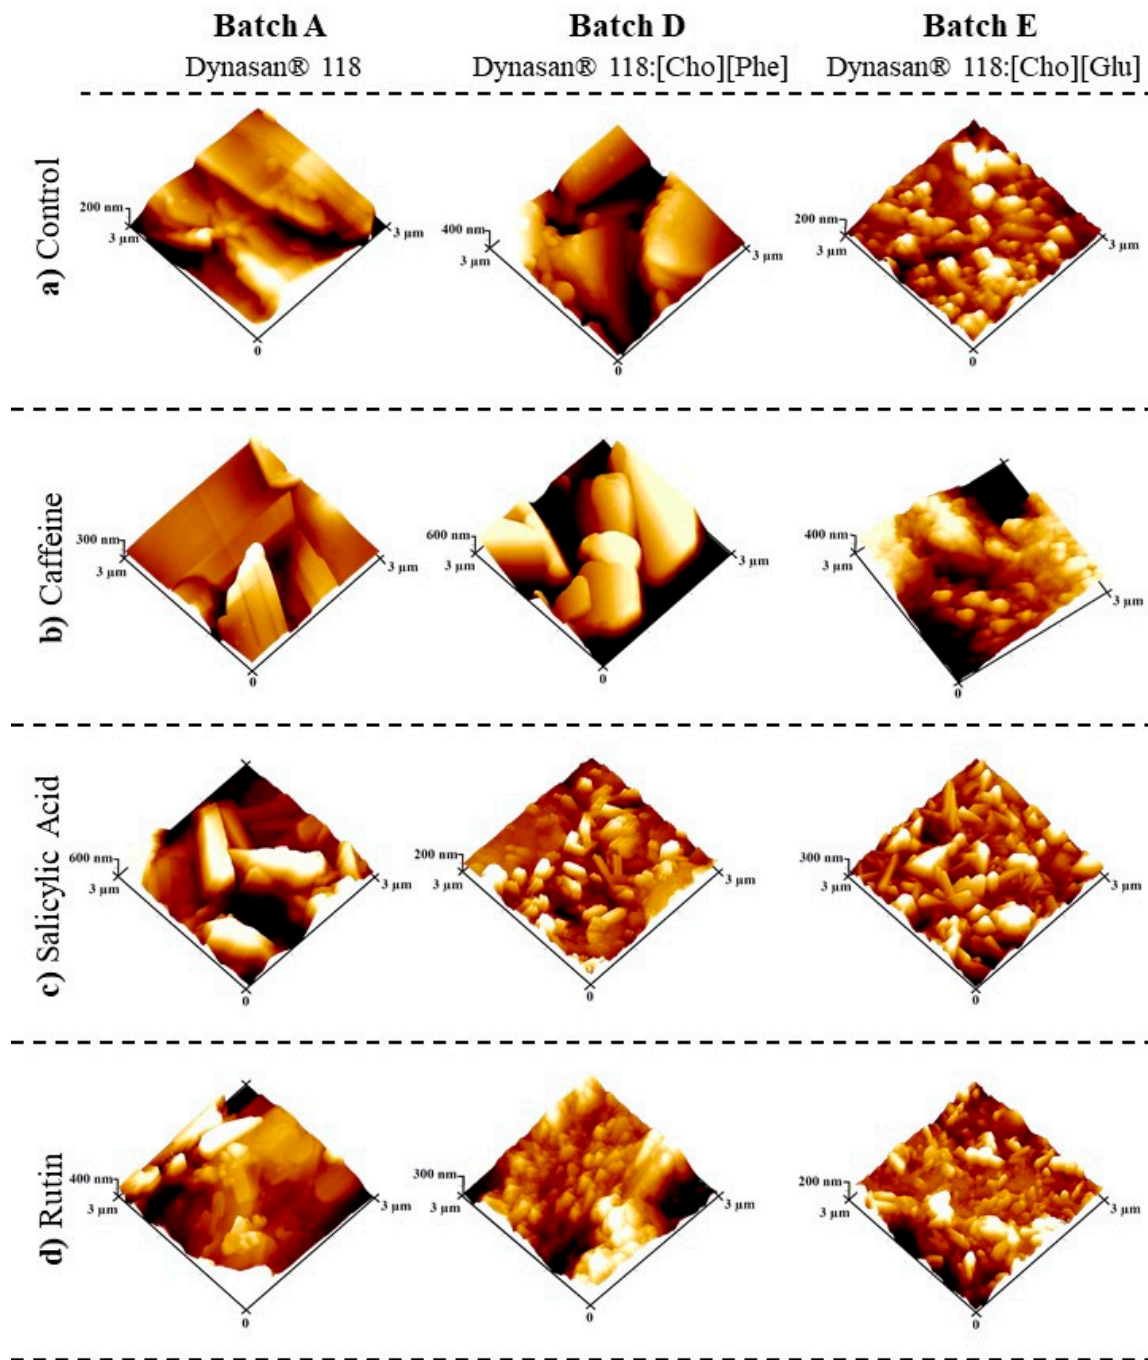 Batch A
Batch D
Batch E
Dynasan® 118
Dynasan® 118:[Cho][Phe]
Dynasan® 118:[Cho][Glu]
a) Control
200 nm
3 µm
3 µm
0
400 nm
3 µm
3 µm
0
200 nm
3 µm
3 µm
0
b) Caffeine
300 nm
3 µm
3 µm
0
600 nm
3 µm
3 µm
0
400 nm
3 µm
3 µm
0
c) Salicylic Acid
600 nm
3 µm
3 µm
0
200 nm
3 µm
3 µm
0
300 nm
3 µm
3 µm
0
d) Rutin
400 nm
3 µm
3 µm
0
300 nm
3 µm
3 µm
0
200 nm
3 µm
3 µm
0